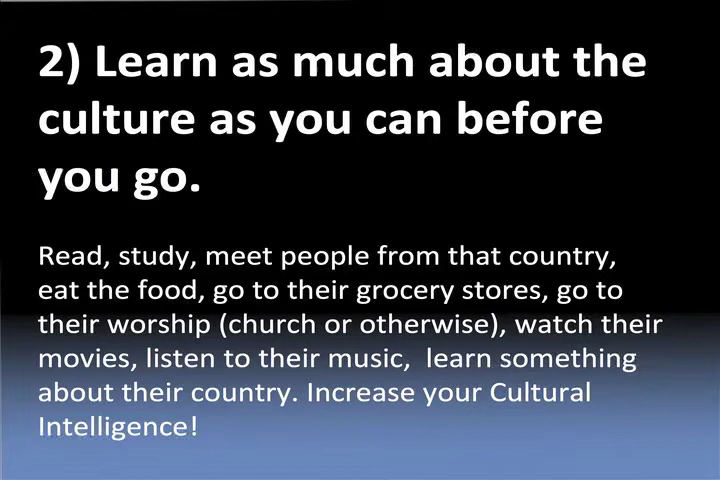 2) Learn as much about the
culture as you can before
you go.
Read, study, meet people from that country,
eat the food, go to their grocery stores, go to
their worship (church or otherwise), watch their
movies, listen to their music,  learn something
about their country. Increase your Cultural
Intelligence!